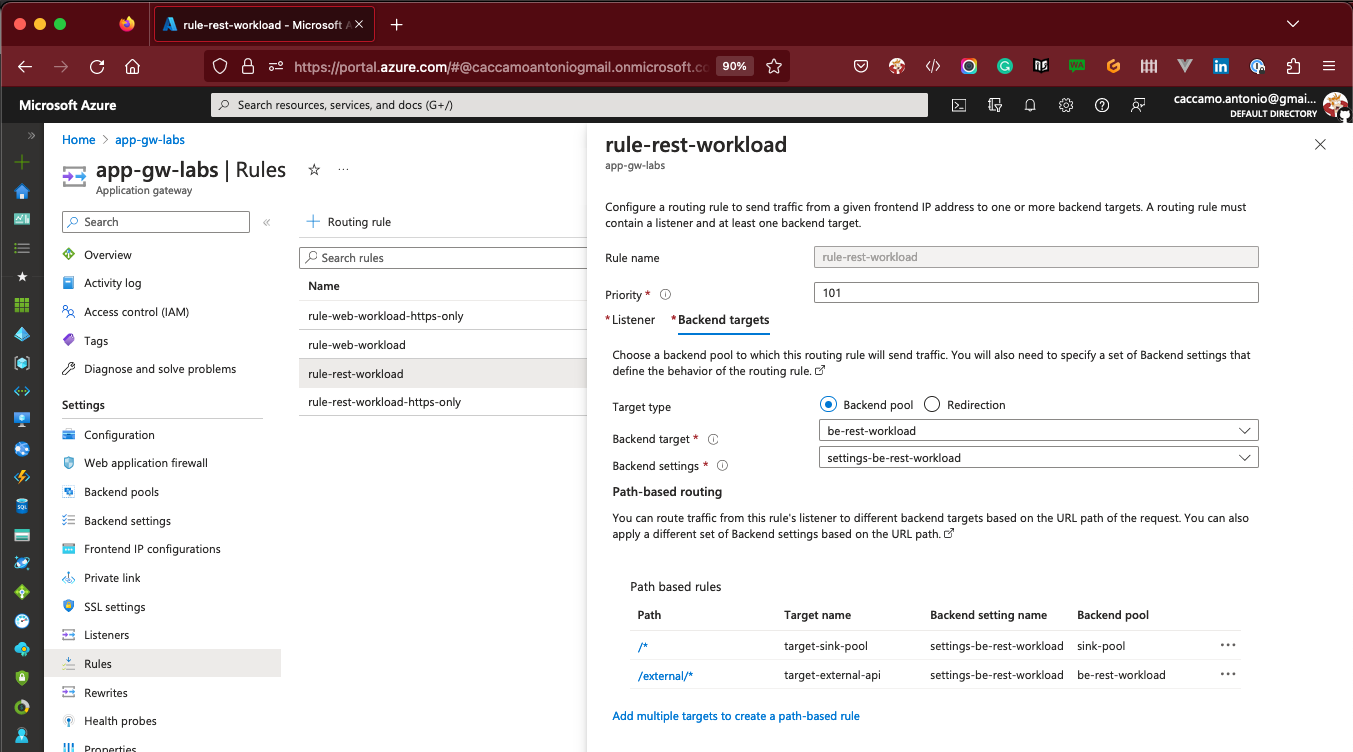 rule-rest-workload - Microsoft A
https://portal.azure.com/#@caccamoantoniogmail.onmicrosoft.co
90%
Microsoft Azure
Search resources, services, and docs (G+/)
caccamo.antonio@gmai...
DEFAULT DIRECTORY
Home > app-gw-labs
app-gw-labs | Rules
Application gateway
Search
Overview
Activity log
Access control (IAM)
Tags
Diagnose and solve problems
Settings
Configuration
Web application firewall
Backend pools
Backend settings
Frontend IP configurations
Private link
SSL settings
Listeners
Rules
Rewrites
Health probes
Properties
Routing rule
Search rules
Name
rule-web-workload-https-only
rule-web-workload
rule-rest-workload
rule-rest-workload-https-only
rule-rest-workload
app-gw-labs
Configure a routing rule to send traffic from a given frontend IP address to one or more backend targets. A routing rule must
contain a listener and at least one backend target.
Rule name rule-rest-workload
Priority * 101
* Listener * Backend targets
Choose a backend pool to which this routing rule will send traffic. You will also need to specify a set of Backend settings that
define the behavior of the routing rule.
Target type Backend pool Redirection
Backend target * be-rest-workload
Backend settings * settings-be-rest-workload
Path-based routing
You can route traffic from this rule's listener to different backend targets based on the URL path of the request. You can also
apply a different set of Backend settings based on the URL path.
Path based rules
Path Target name Backend setting name Backend pool
/* target-sink-pool settings-be-rest-workload sink-pool
/external/* target-external-api settings-be-rest-workload be-rest-workload
Add multiple targets to create a path-based rule